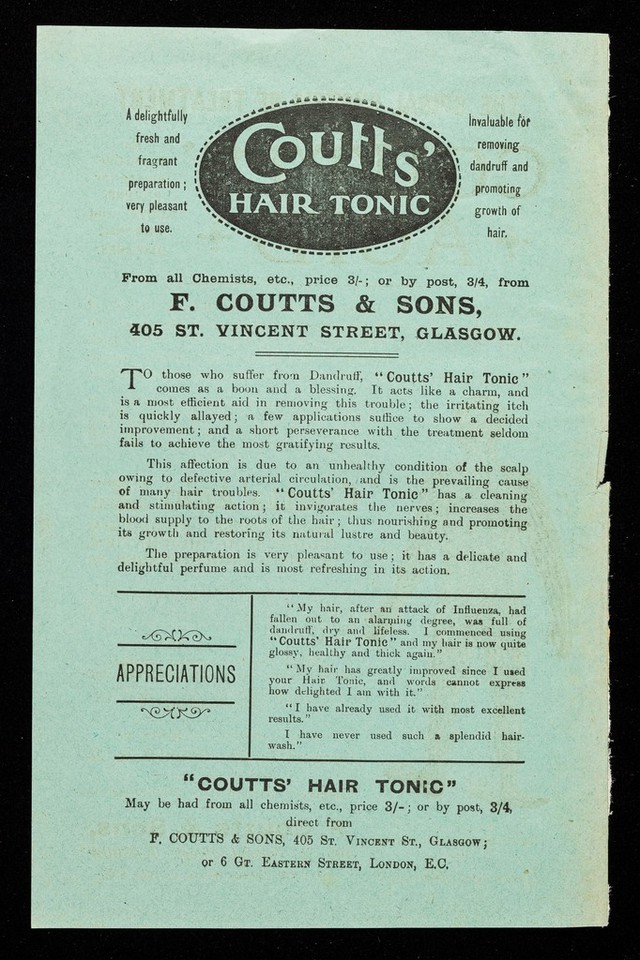 A delightfully
fresh and
fragrant
preparation;
very pleasant
to use.
Coutts'
HAIR TONIC
Invaluable for
removing
dandruff and
promoting
growth of
hair.
From all Chemists, etc., price 3/-; or by post, 3/4, from
F. COUTTS & SONS,
405 ST. VINCENT STREET, GLASGOW.
TO those who suffer from Dandruff, "Coutts' Hair Tonic"
comes as a boon and a blessing. It acts like a charm, and
is a most efficient aid in removing this trouble; the irritating itch
is quickly allayed; a few applications suffice to show a decided
improvement; and a short perseverance with the treatment seldom
fails to achieve the most gratifying results.
This affection is due to an unhealthy condition of the scalp
owing to defective arterial circulation, and is the prevailing cause
of many hair troubles. "Coutts' Hair Tonic" has a cleaning
and stimulating action; it invigorates the nerves; increases the
blood supply to the roots of the hair; thus nourishing and promoting
its growth and restoring its natural lustre and beauty.
The preparation is very pleasant to use; it has a delicate and
delightful perfume and is most refreshing in its action.
APPRECIATIONS
"My hair, after an attack of Influenza, had
fallen out to an alarming degree, was full of
dandruff, dry and lifeless. I commenced using
"Coutts' Hair Tonic" and my hair is now quite
glossy, healthy and thick again."
"My hair has greatly improved since I used
your Hair Tonic, and words cannot express
how delighted I am with it."
"I have already used it with most excellent
results."
I have never used such a splendid hair-
wash."
"COUTTS' HAIR TONIC"
May be had from all chemists, etc., price 3/-; or by post, 3/4,
direct from
F. COUTTS & SONS, 405 ST. VINCENT ST., GLASGOW;
or 6 GT. EASTERN STREET, LONDON, E.C.